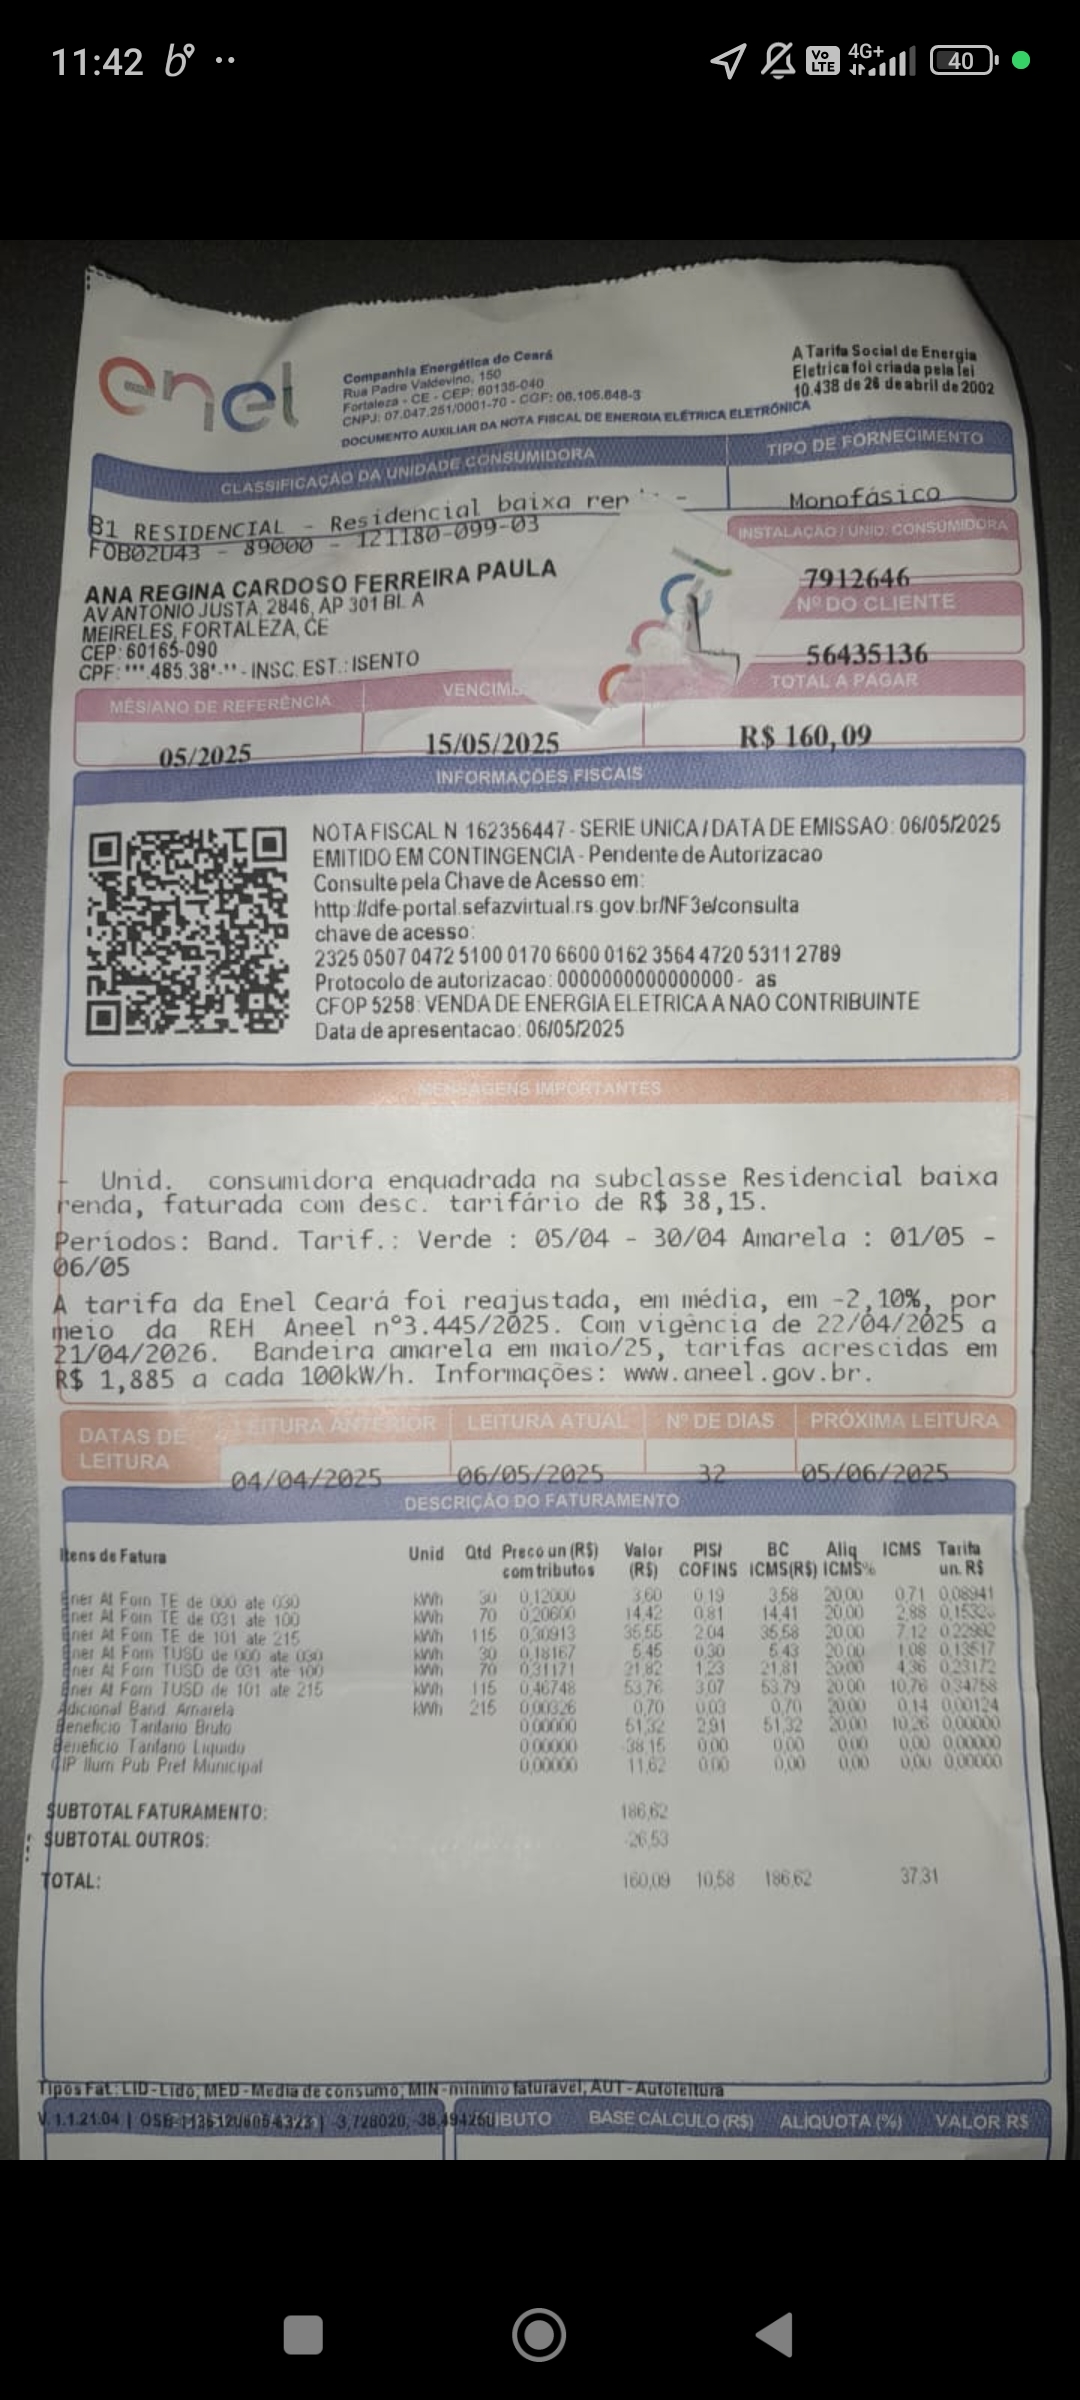 11:42
Vo LTE 4G+ 40
enel
Companhia Energética do Ceará
Rua Padre Valdevino, 150
Fortaleza - CE - CEP: 60135-040
CNPJ: 07.047.251/0001-70 - CGF: 06.105.848-3
DOCUMENTO AUXILIAR DA NOTA FISCAL DE ENERGIA ELÉTRICA ELETRÔNICA
A Tarifa Social de Energia
Eletrica foi criada pela lei
10.438 de 26 de abril de 2002
CLASSIFICAÇÃO DA UNIDADE CONSUMIDORA
TIPO DE FORNECIMENTO
B1 RESIDENCIAL - Residencial baixa -
Monofásico
F0B02U43 - 89000 - 121180-099-03
INSTALAÇÃO / UNID. CONSUMIDORA
7912646
ANA REGINA CARDOSO FERREIRA PAULA
AV ANTONIO JUSTA, 2846, AP 301 BL A
MEIRELES, FORTALEZA, CE
CEP: 60165-090
CPF: ***.485.38*-** - INSC. EST.: ISENTO
Nº DO CLIENTE
56435136
MÊS/ANO DE REFERÊNCIA
TOTAL A PAGAR
05/2025
15/05/2025
R$ 160,09
INFORMAÇÕES FISCAIS
NOTA FISCAL N 162356447 - SERIE UNICA / DATA DE EMISSAO: 06/05/2025
EMITIDO EM CONTINGENCIA - Pendente de Autorizacao
Consulte pela Chave de Acesso em:
http://dfe-portal.sefazvirtual.rs.gov.br/NF3e/consulta
chave de acesso:
2325 0507 0472 5100 0170 6600 0162 3564 4720 5311 2789
Protocolo de autorizacao: 0000000000000000 - as
CFOP 5258: VENDA DE ENERGIA ELETRICA A NAO CONTRIBUINTE
Data de apresentacao: 06/05/2025
MENSAGENS IMPORTANTES
- Unid. consumidora enquadrada na subclasse Residencial baixa
renda, faturada com desc. tarifário de R$ 38,15.
Períodos: Band. Tarif.: Verde : 05/04 - 30/04 Amarela : 01/05 -
06/05
A tarifa da Enel Ceará foi reajustada, em média, em -2,10%, por
meio da REH Aneel nº3.445/2025. Com vigência de 22/04/2025 a
21/04/2026. Bandeira amarela em maio/25, tarifas acrescidas em
R$ 1,885 a cada 100kW/h. Informações: www.aneel.gov.br.
DATAS DE LEITURA
LEITURA ANTERIOR
LEITURA ATUAL
Nº DE DIAS
PRÓXIMA LEITURA
04/04/2025
06/05/2025
32
05/06/2025
DESCRIÇÃO DO FATURAMENTO
Itens de Fatura Unid Qtd Preco un (R$) com tributos Valor (R$) PIS/ COFINS BC ICMS(R$) Aliq ICMS% ICMS Tarifa un. R$
Ener At Forn TE de 000 ate 030 kWh 30 0,12000 3,60 0,19 3,58 20,00 0,71 0,08941
Ener At Forn TE de 031 ate 100 kWh 70 0,20600 14,42 0,81 14,41 20,00 2,88
Ener At Forn TE de 101 ate 215 kWh 115 0,30913 35,55 2,04 35,58 20,00 7,12 0,22992
Ener At Forn TUSD de 000 ate 030 kWh 30 0,18167 5,45 0,30 5,43 20,00 1,08 0,13517
Ener At Forn TUSD de 031 ate 100 kWh 70 0,31171 21,82 1,23 21,81 20,00 4,36 0,23172
Ener At Forn TUSD de 101 ate 215 kWh 115 0,46748 53,76 3,07 53,79 20,00 10,76 0,34758
Adicional Band. Amarela kWh 215 0,00326 0,70 0,03 0,70 20,00 0,14 0,00124
Beneficio Tarifario Bruto 0,00000 51,32 2,91 51,32 20,00 10,26 0,00000
Beneficio Tarifario Liquido 0,00000 -38,15 0,00 0,00 0,00 0,00 0,00000
CIP Ilum Pub Pref Municipal 0,00000 11,62 0,00 0,00 0,00 0,00 0,00000
SUBTOTAL FATURAMENTO: 186,62
SUBTOTAL OUTROS: -26,53
TOTAL: 160,09 10,58 186,62 37,31
Tipos Fat.: LID - Lido; MED - Media de consumo; MIN - minimo faturavel; AUT - Autoleitura
V. 1.1.21.04 | -3,728020, -38,494260
BASE CÁLCULO (R$) ALÍQUOTA (%) VALOR R$